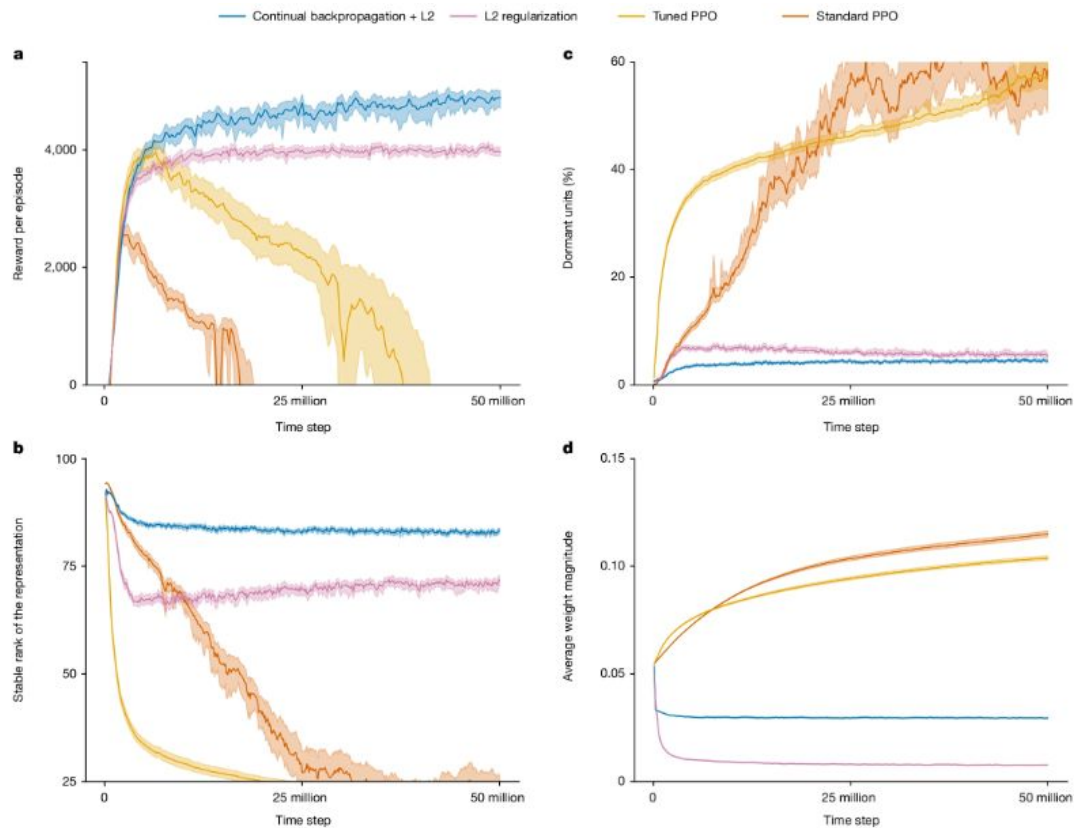 Continual backpropagation + L2 L2 regularization Tuned PPO Standard PPO
a
Reward per episode
4,000
2,000
0
0 25 million 50 million
Time step
c
Dormant units (%)
60
40
20
0
0 25 million 50 million
Time step
b
Stable rank of the representation
100
75
50
25
0 25 million 50 million
Time step
d
Average weight magnitude
0.15
0.10
0.05
0
0 25 million 50 million
Time step